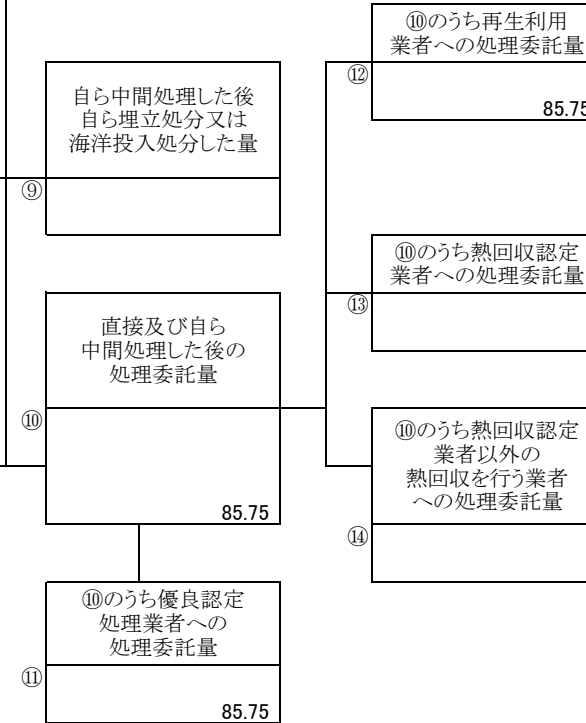 自ら中間処理した後
自ら埋立処分又は
海洋投入処分した量
⑨
直接及び自ら
中間処理した後の
処理委託量
⑩
85.75
⑩のうち優良認定
処理業者への
処理委託量
⑪
85.75
⑩のうち再生利用
業者への処理委託量
⑫
85.75
⑩のうち熱回収認定
業者への処理委託量
⑬
⑩のうち熱回収認定
業者以外の
熱回収を行う業者
への処理委託量
⑭